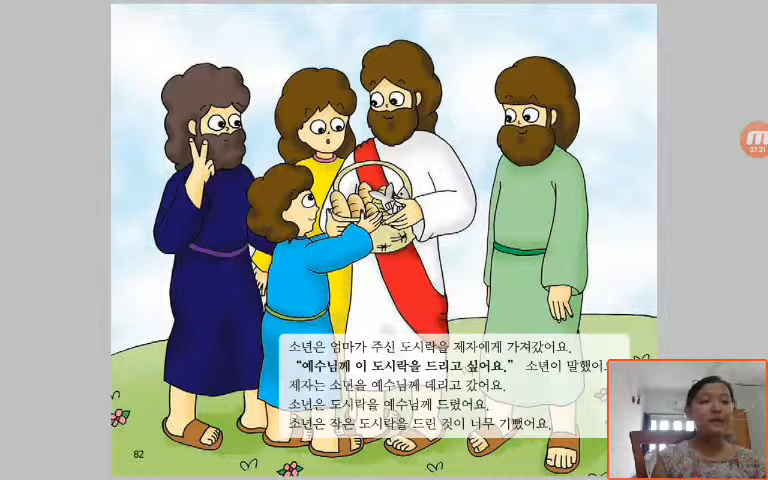 소년은 엄마가 주신 도시락을 제자에게 가져갔어요.
“예수님께 이 도시락을 드리고 싶어요.” 소년이 말했어
제자는 소년을 예수님께 데리고 갔어요.
소년은 도시락을 예수님께 드렸어요.
소년은 작은 도시락을 드린 것이 너무 기뻤어요.
82
07:31